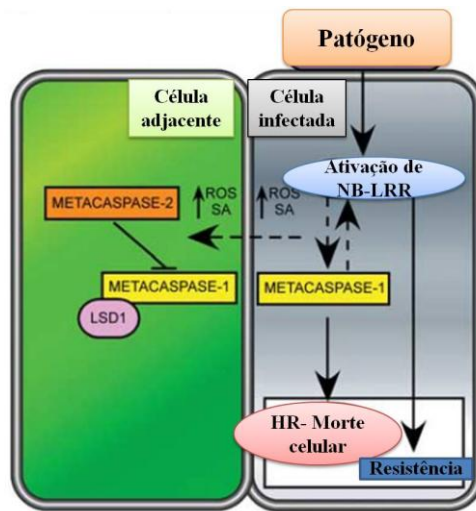 Patógeno
Célula
adjacente
Célula
infectada
Ativação de
NB-LRR
METACASPASE-2
ROS
SA
ROS
SA
METACASPASE-1
LSD1
METACASPASE-1
HR- Morte
celular
Resistência